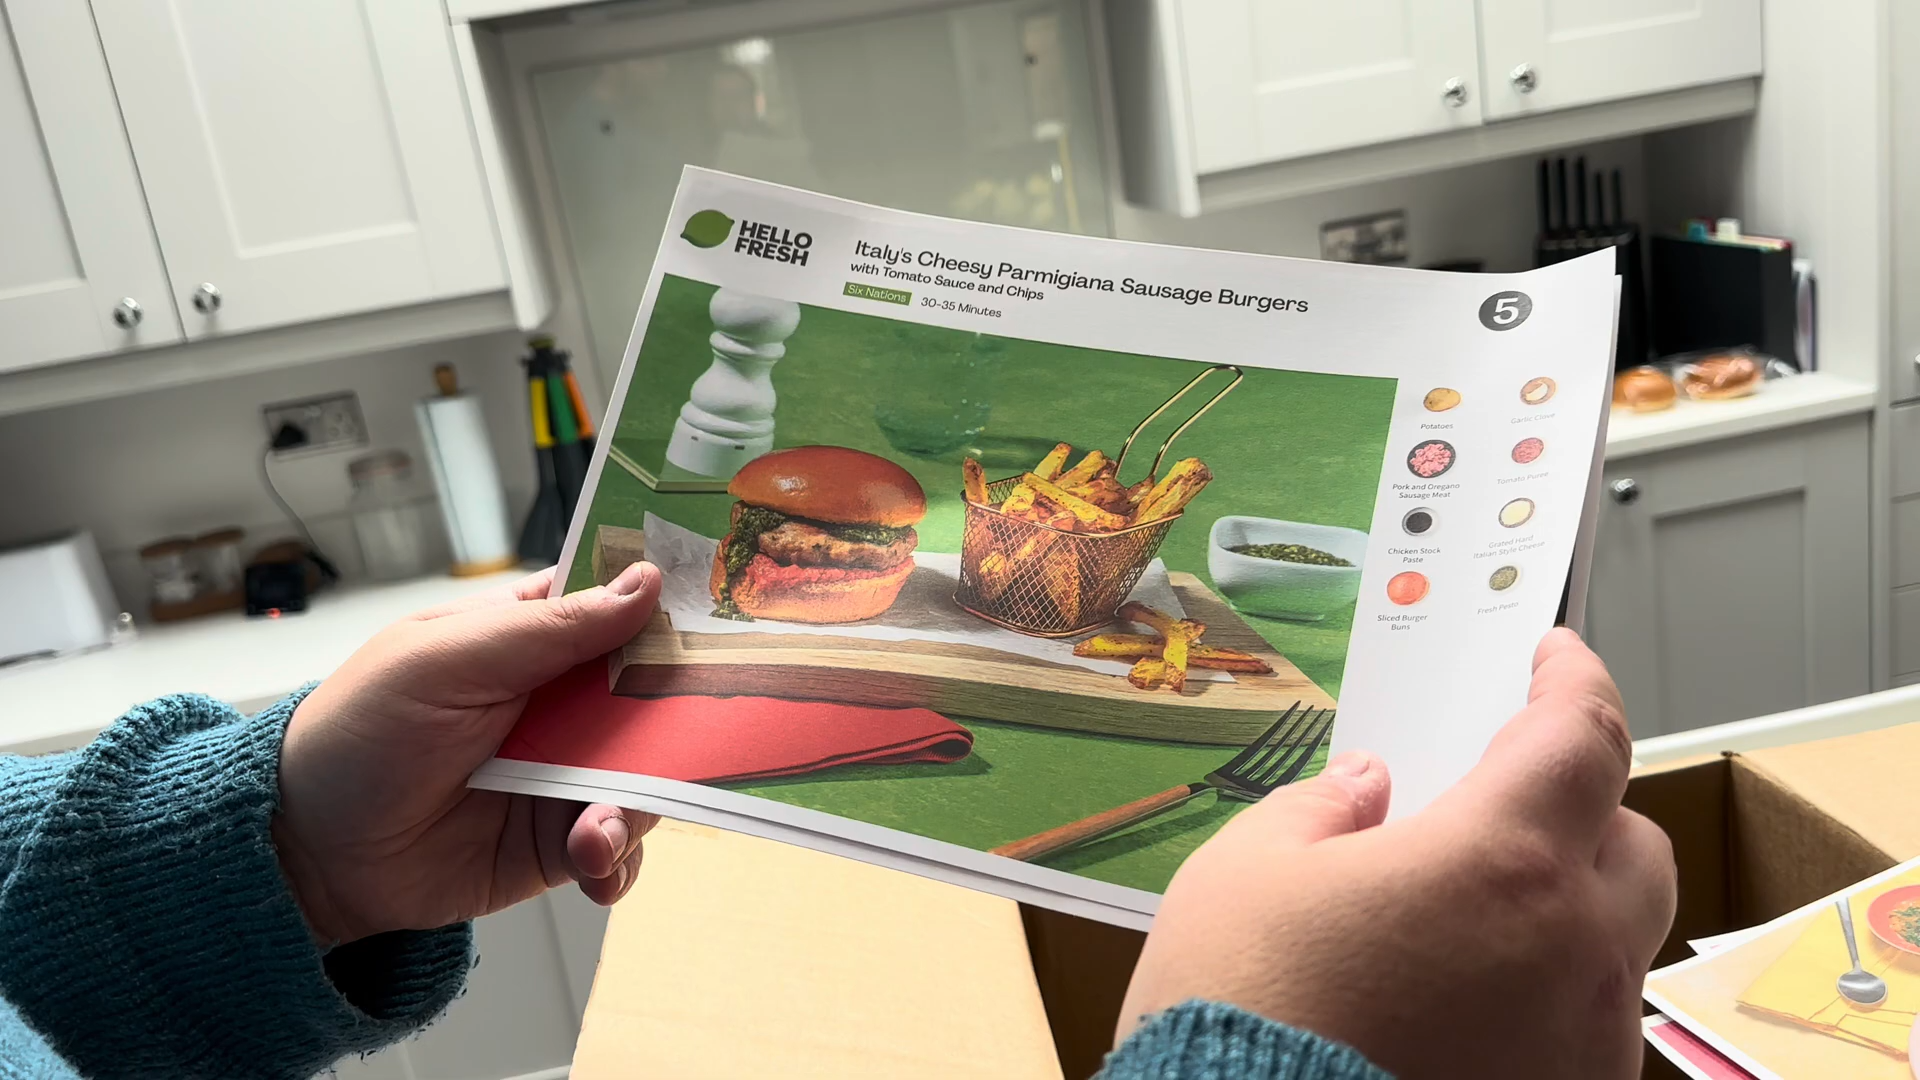 HELLO
FRESH
Italy's Cheesy Parmigiana Sausage Burgers
with Tomato Sauce and Chips
Six Nations
30-35 Minutes
5
Potatoes
Garlic Clove
Pork and Oregano
Sausage Meat
Tomato Puree
Chicken Stock
Paste
Grated Hard
Italian Style Cheese
Sliced Burger
Buns
Fresh Pesto